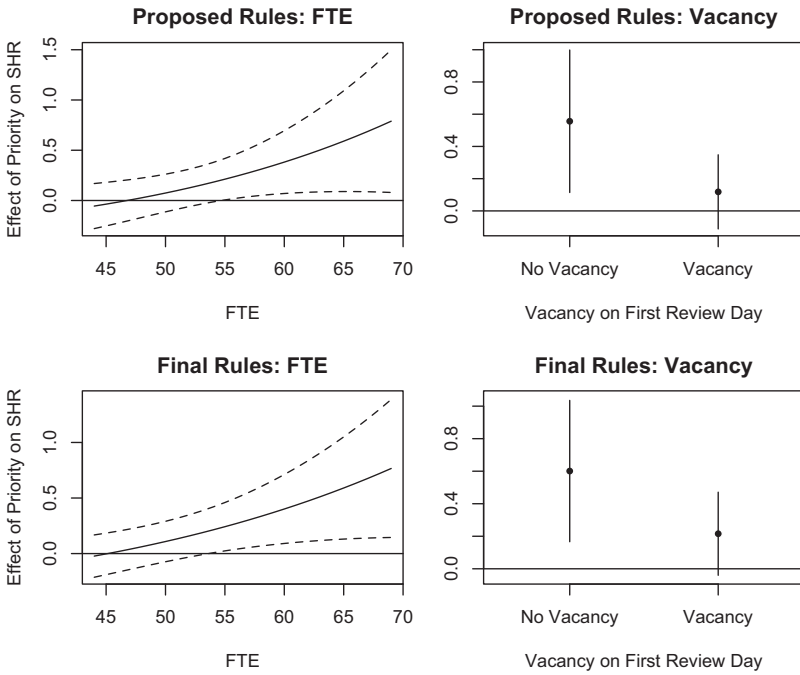 Proposed Rules: FTE
Effect of Priority on SHR
1.5
1.0
0.5
0.0
45 50 55 60 65 70
FTE
Proposed Rules: Vacancy
0.8
0.4
0.0
No Vacancy Vacancy
Vacancy on First Review Day
Final Rules: FTE
Effect of Priority on SHR
1.0
0.5
0.0
45 50 55 60 65 70
FTE
Final Rules: Vacancy
0.8
0.4
0.0
No Vacancy Vacancy
Vacancy on First Review Day